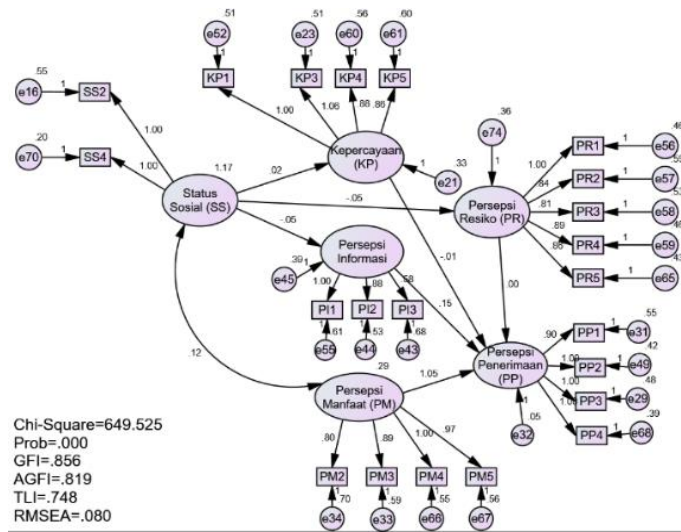 .51
e52
1
KP1
.51
e23
1
KP3
.56
e60
1
KP4
.60
e61
1
KP5
.55
e16
1
SS2
.20
e70
1
SS4
1.00
1.00
1.17
Status
Sosial (SS)
1.00
1.06
.88
.86
Kepercayaan
(KP)
1
.33
e21
.02
-.05
-.05
.36
e74
1
Persepsi
Resiko (PR)
1.00
.84
.81
.89
PR1
PR2
PR3
PR4
PR5
1
1
1
1
1
e56
e57
e58
e59
e65
Persepsi
Informasi
.39
e45
1
1.00
.88
PI1
PI2
PI3
.61
.53
.68
e55
e44
e43
-.01
.15
.00
.12
.29
Persepsi
Manfaat (PM)
1.05
.80
.89
1.00
.97
PM2
PM3
PM4
PM5
1
1
1
1
.70
.59
.55
.56
e34
e33
e66
e67
Persepsi
Penerimaan
(PP)
1
.05
e32
.90
1.00
1.00
PP1
PP2
PP3
PP4
1
1
1
1
.55
e31
.42
e49
.48
e29
.39
e68
Chi-Square=649.525
Prob=.000
GFI=.856
AGFI=.819
TLI=.748
RMSEA=.080